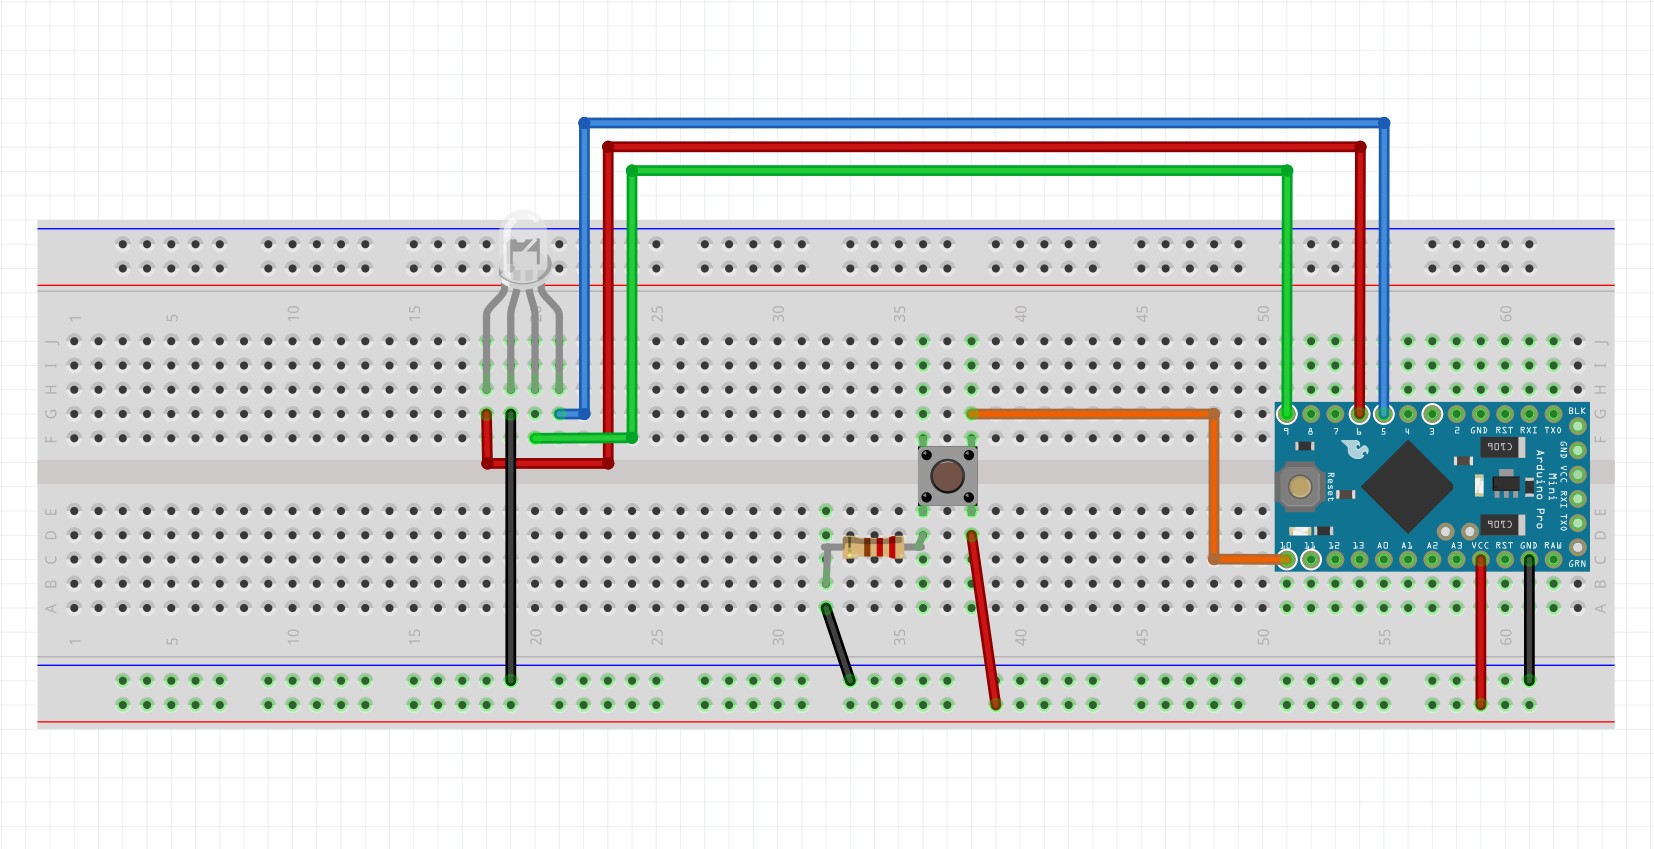 1 5 10 15 20 25 30 35 40 45 50 55 60
J J
I I
H H
G G
F F
9 8 7 6 5 4 3 2 GND RST RXI TXO BLK
Reset
Arduino Pro
Mini
GND VCC RXI TXO
10 11 12 13 A0 A1 A2 A3 VCC RST GND RAW GRN
E E
D D
C C
B B
A A
1 5 10 15 20 25 30 35 40 45 50 55 60